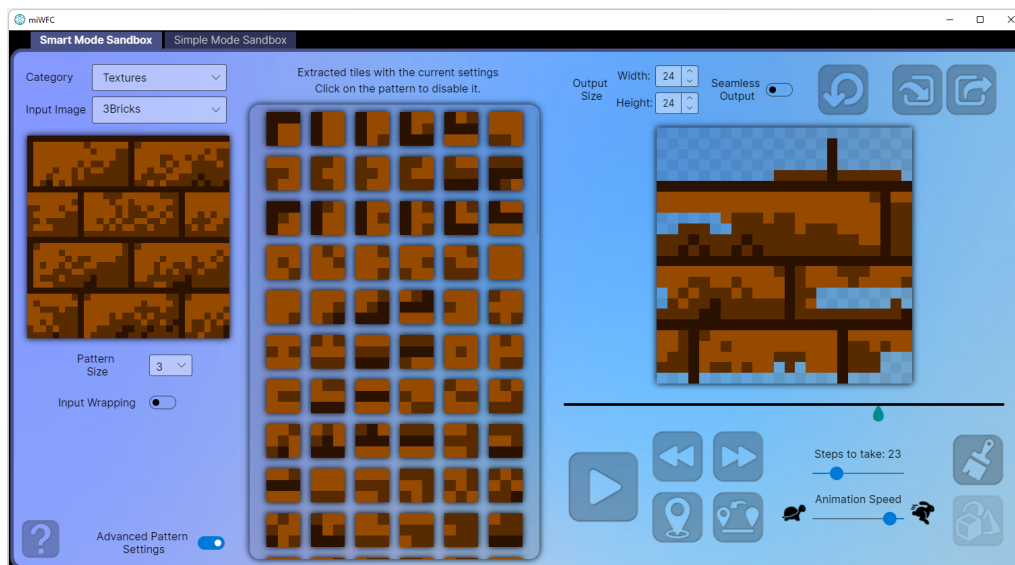 miWFC
Smart Mode Sandbox
Simple Mode Sandbox
Category
Textures
Input Image
3Bricks
Pattern
Size
3
Input Wrapping
Advanced Pattern
Settings
?
Extracted tiles with the current settings
Click on the pattern to disable it.
Output
Size
Width:
24
Height:
24
Seamless
Output
Steps to take: 23
Animation Speed